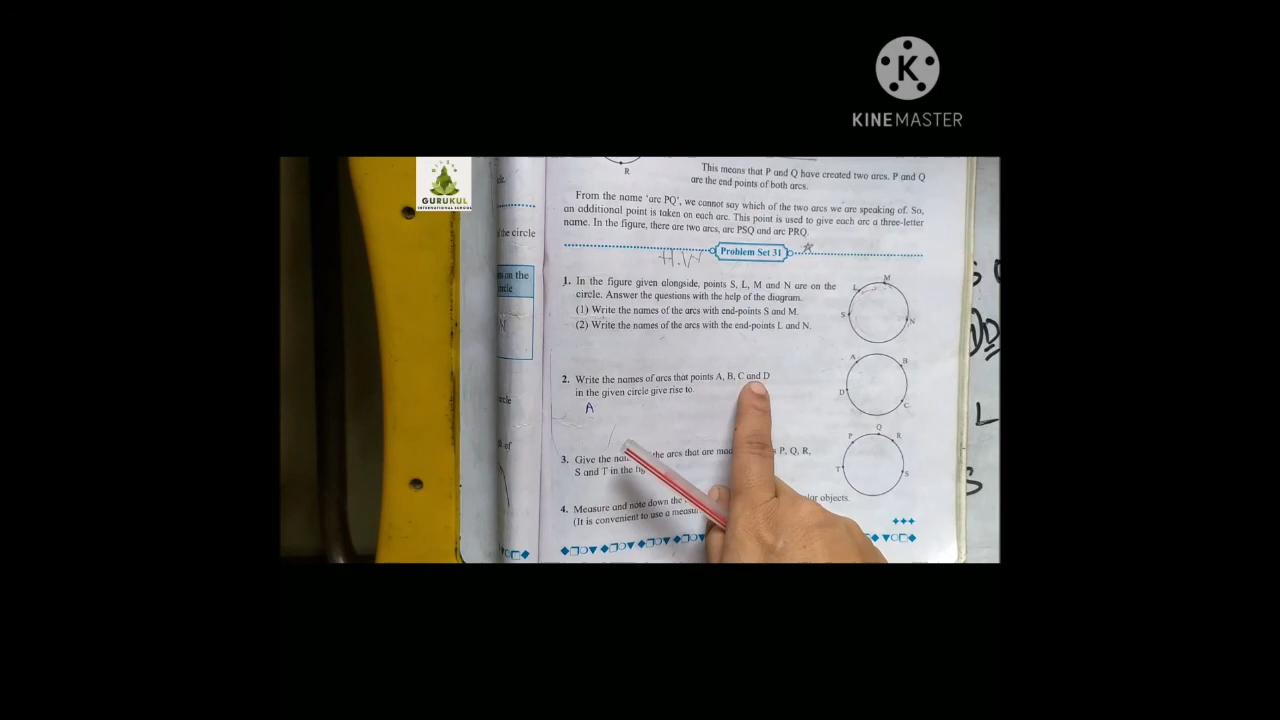 KINEMASTER
GURUKUL
INTERNATIONAL SCHOOL
R
This means that P and Q have created two arcs. P and Q
are the end points of both arcs.
From the name ‘arc PQ’, we cannot say which of the two arcs we are speaking of. So,
an additional point is taken on each arc. This point is used to give each arc a three-letter
name. In the figure, there are two arcs, arc PSQ and arc PRQ.
H.W
Problem Set 31
the circle
on the
1. In the figure given alongside, points S, L, M and N are on the
circle. Answer the questions with the help of the diagram.
(1) Write the names of the arcs with end-points S and M.
(2) Write the names of the arcs with the end-points L and N.
M
L
S
N
2. Write the names of arcs that points A, B, C and D
in the given circle give rise to.
A
A
B
D
C
3. Give the the arcs that are P, Q, R,
S and T in the
Q
P
R
T
S
of
4. Measure and note down the objects.
(It is convenient to use a